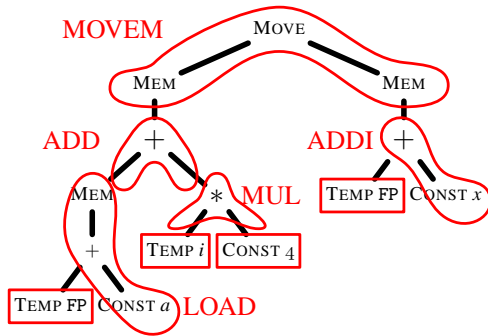 MOVEM MOVE
MEM MEM
ADD + ADDI +
MEM * MUL TEMP FP CONST x
+ TEMP i CONST 4
TEMP FP CONST a LOAD